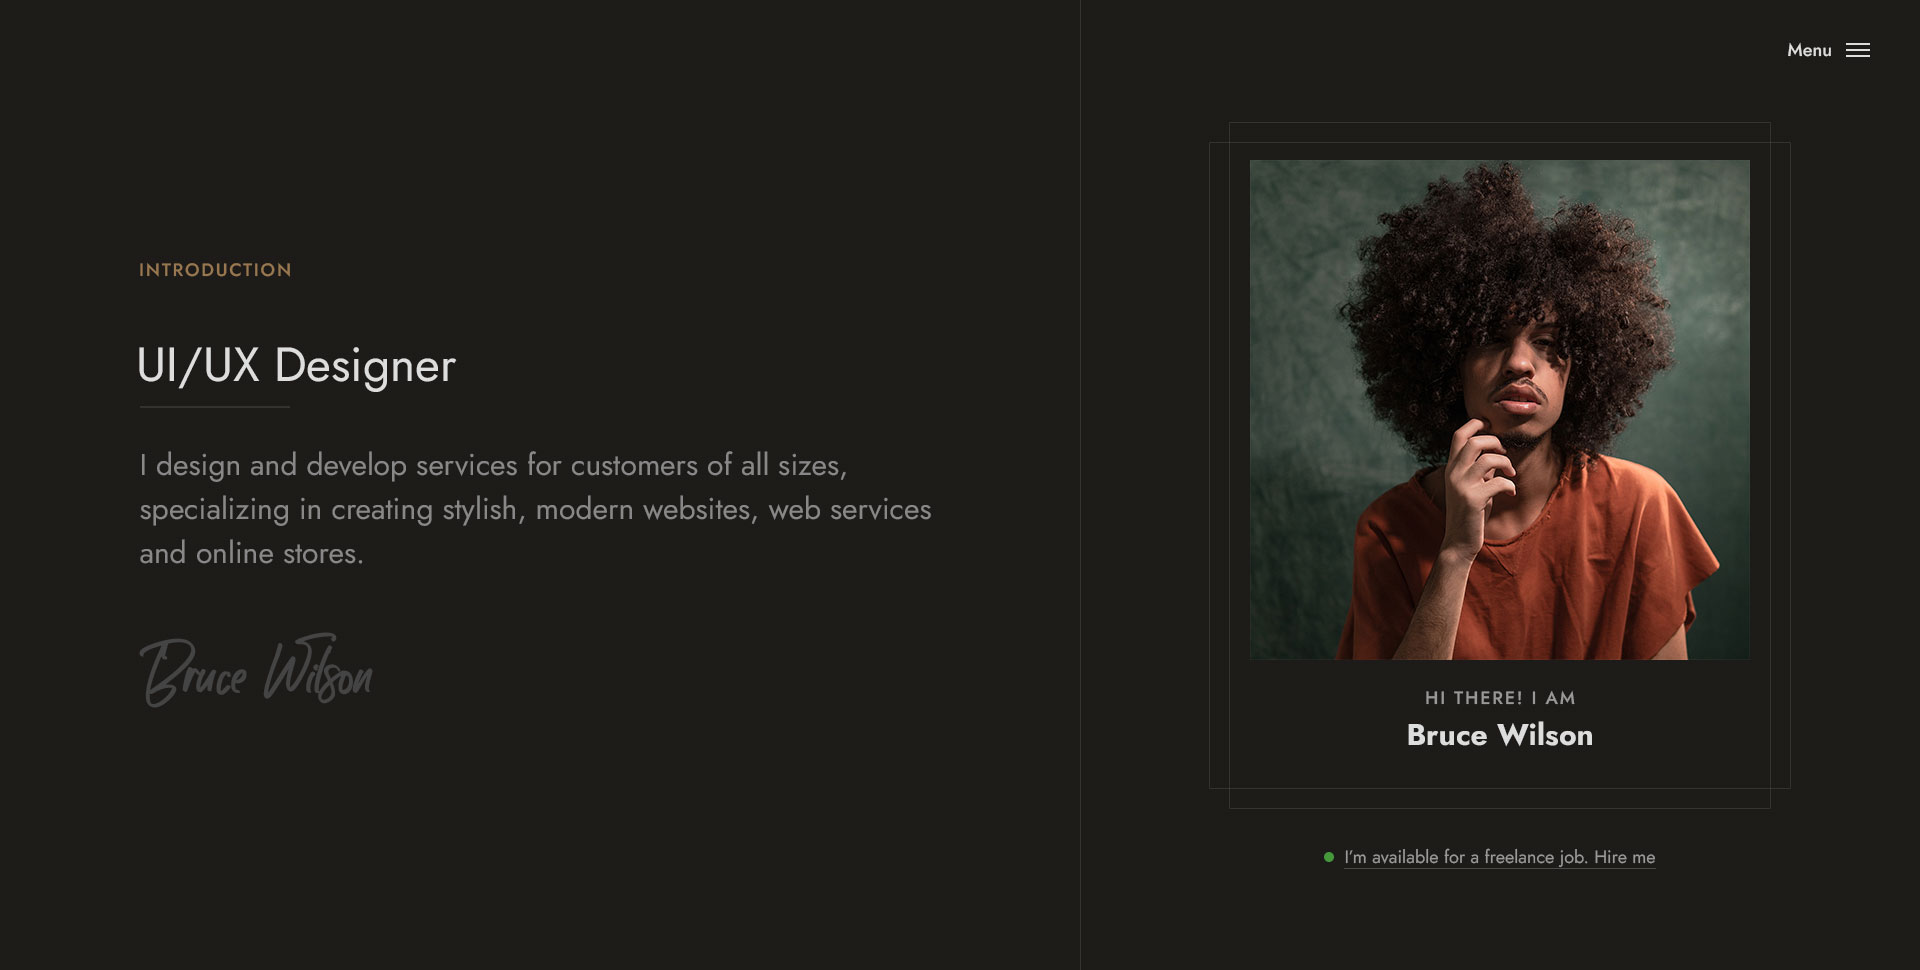 Menu
INTRODUCTION
UI/UX Designer
I design and develop services for customers of all sizes,
specializing in creating stylish, modern websites, web services
and online stores.
Bruce Wilson
HI THERE! I AM
Bruce Wilson
I'm available for a freelance job. Hire me